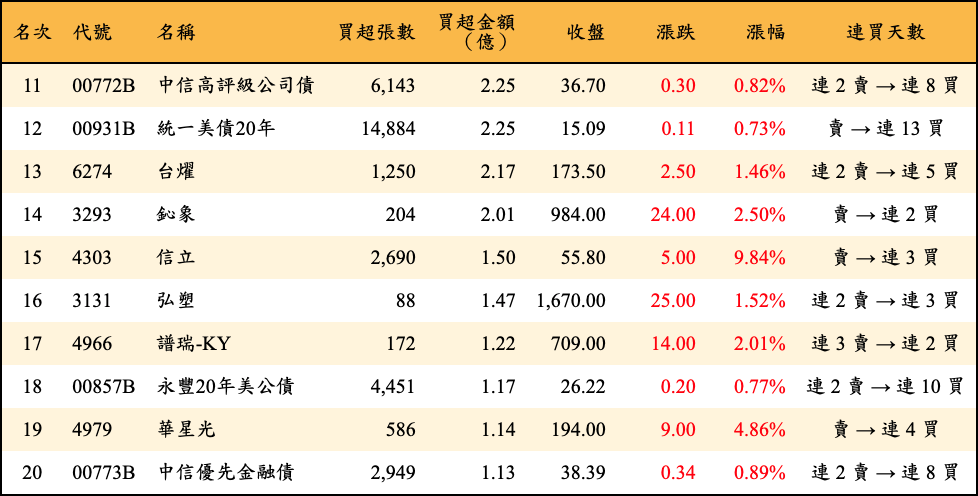 名次 代號 名稱 買超張數 買超金額（億） 收盤 漲跌 漲幅 連買天數
11 00772B 中信高評級公司債 6,143 2.25 36.70 0.30 0.82% 連 2 賣 → 連 8 買
12 00931B 統一美債20年 14,884 2.25 15.09 0.11 0.73% 賣 → 連 13 買
13 6274 台燿 1,250 2.17 173.50 2.50 1.46% 連 2 賣 → 連 5 買
14 3293 鈊象 204 2.01 984.00 24.00 2.50% 賣 → 連 2 買
15 4303 信立 2,690 1.50 55.80 5.00 9.84% 賣 → 連 3 買
16 3131 弘塑 88 1.47 1,670.00 25.00 1.52% 連 2 賣 → 連 3 買
17 4966 譜瑞-KY 172 1.22 709.00 14.00 2.01% 連 3 賣 → 連 2 買
18 00857B 永豐20年美公債 4,451 1.17 26.22 0.20 0.77% 連 2 賣 → 連 10 買
19 4979 華星光 586 1.14 194.00 9.00 4.86% 賣 → 連 4 買
20 00773B 中信優先金融債 2,949 1.13 38.39 0.34 0.89% 連 2 賣 → 連 8 買